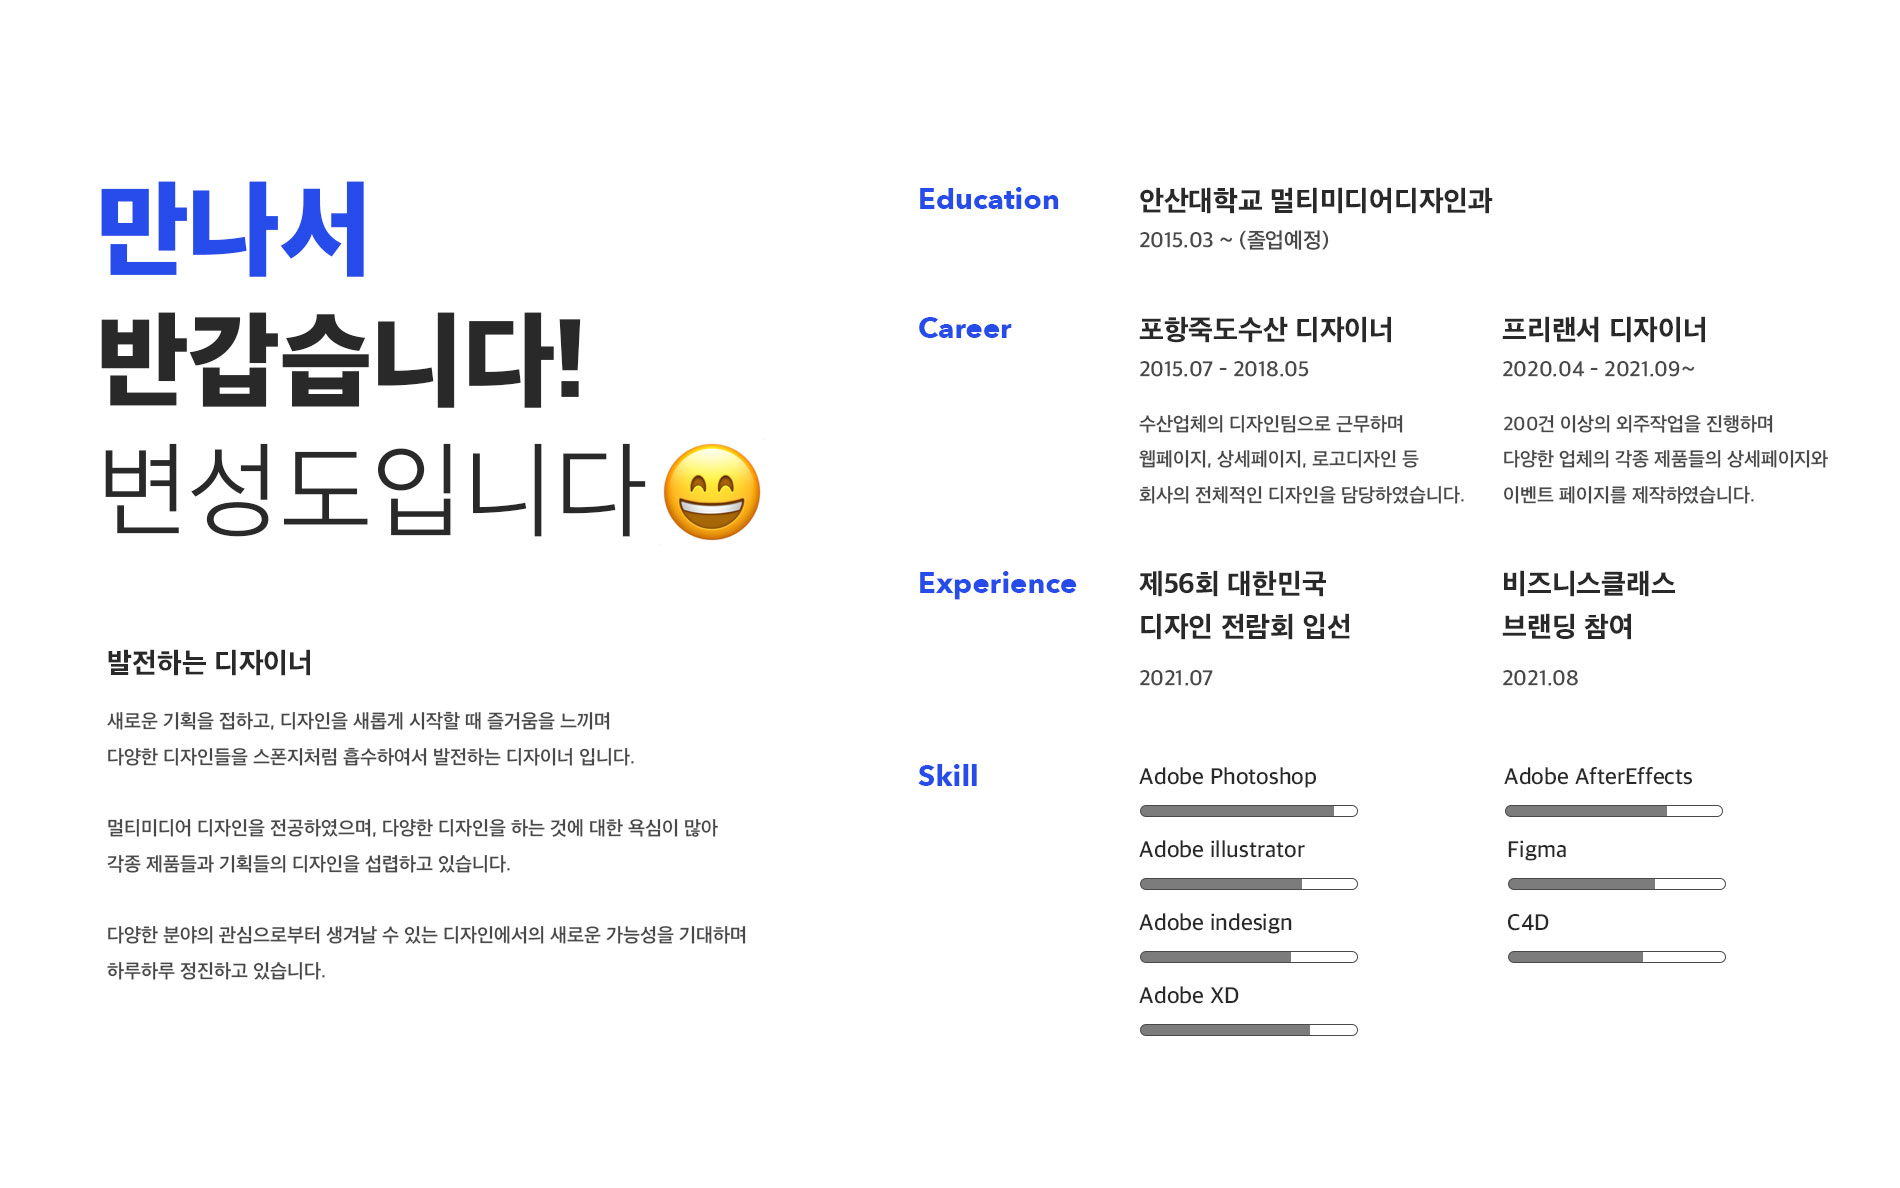 만나서
반갑습니다!
변성도입니다
발전하는 디자이너
새로운 기획을 접하고, 디자인을 새롭게 시작할 때 즐거움을 느끼며
다양한 디자인들을 스폰지처럼 흡수하여서 발전하는 디자이너 입니다.
멀티미디어 디자인을 전공하였으며, 다양한 디자인을 하는 것에 대한 욕심이 많아
각종 제품들과 기획들의 디자인을 섭렵하고 있습니다.
다양한 분야의 관심으로부터 생겨날 수 있는 디자인에서의 새로운 가능성을 기대하며
하루하루 정진하고 있습니다.
Education
안산대학교 멀티미디어디자인과
2015.03 ~ (졸업예정)
Career
포항죽도수산 디자이너
2015.07 - 2018.05
수산업체의 디자인팀으로 근무하며
웹페이지, 상세페이지, 로고디자인 등
회사의 전체적인 디자인을 담당하였습니다.
프리랜서 디자이너
2020.04 - 2021.09~
200건 이상의 외주작업을 진행하며
다양한 업체의 각종 제품들의 상세페이지와
이벤트 페이지를 제작하였습니다.
Experience
제56회 대한민국
디자인 전람회 입선
2021.07
비즈니스클래스
브랜딩 참여
2021.08
Skill
Adobe Photoshop
Adobe illustrator
Adobe indesign
Adobe XD
Adobe AfterEffects
Figma
C4D